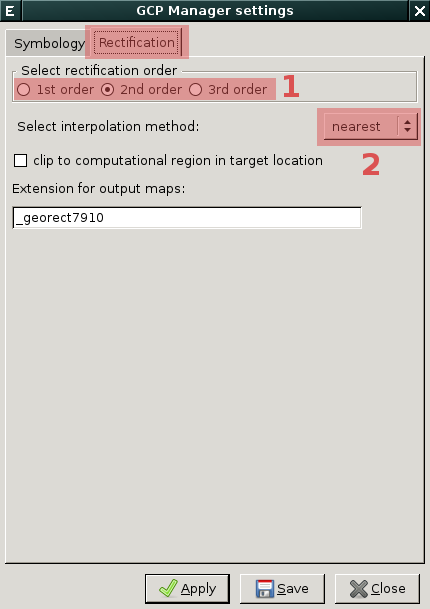 E GCP Manager settings
Symbology Rectification
Select rectification order
1st order 2nd order 3rd order 1
Select interpolation method: nearest
2
clip to computational region in target location
Extension for output maps:
_georect7910
Apply Save Close